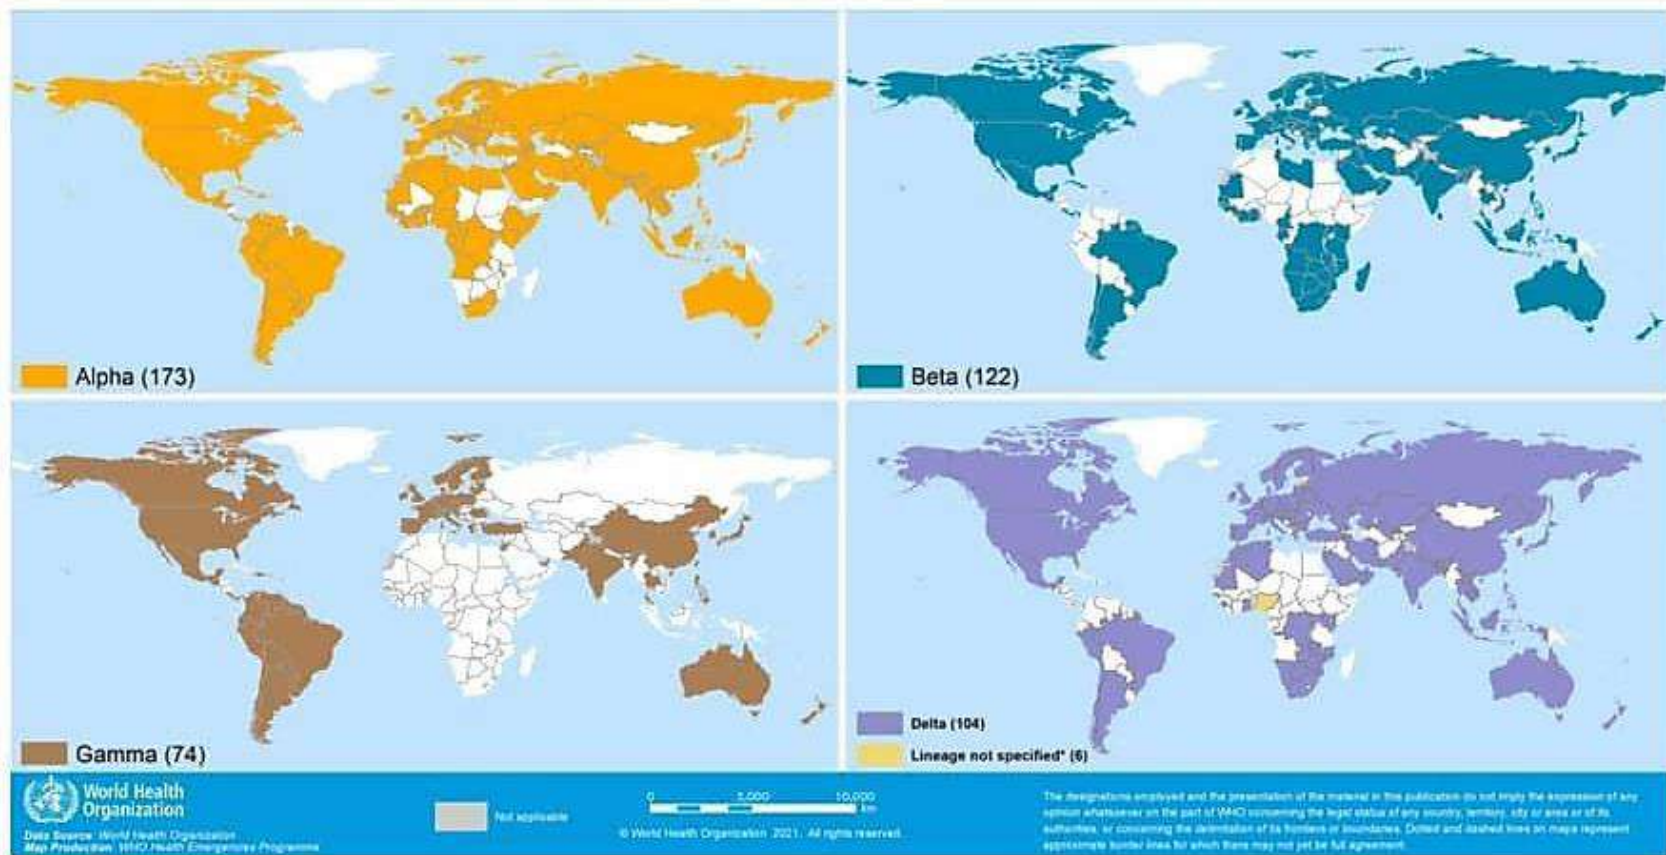 Alpha (173)
Beta (122)
Gamma (74)
Delta (104)
Lineage not specified* (6)
World Health
Organization
Data Source: World Health Organization
Map Production: WHO Health Emergencies Programme
Not applicable
0 5,000 10,000
km
© World Health Organization 2021. All rights reserved.
The designations employed and the presentation of the material in this publication do not imply the expression of any
opinion whatsoever on the part of WHO concerning the legal status of any country, territory, city or area or of its
authorities, or concerning the delimitation of its frontiers or boundaries. Dotted and dashed lines on maps represent
approximate border lines for which there may not yet be full agreement.